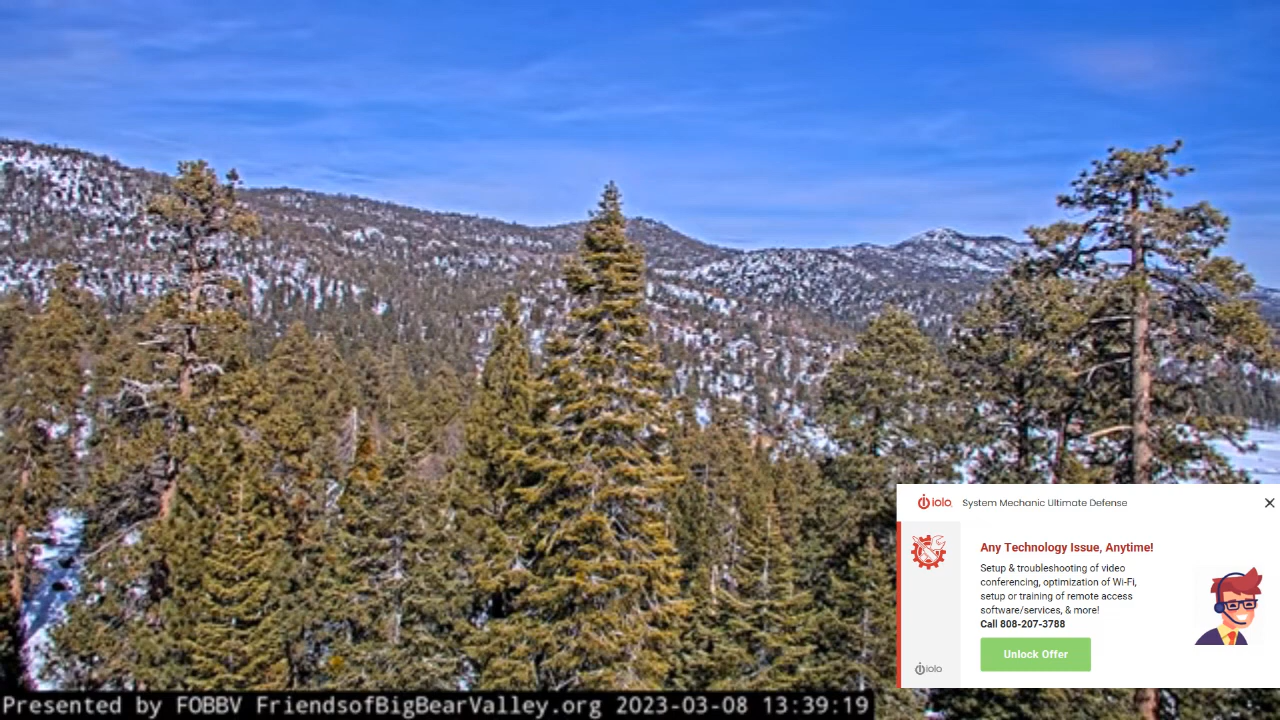 iolo System Mechanic Ultimate Defense
Any Technology Issue, Anytime!
Setup & troubleshooting of video
conferencing, optimization of Wi-Fi,
setup or training of remote access
software/services, & more!
Call 808-207-3788
Unlock Offer
iolo
Presented by FOBBV FriendsofBigBearValley.org 2023-03-08 13:39:19